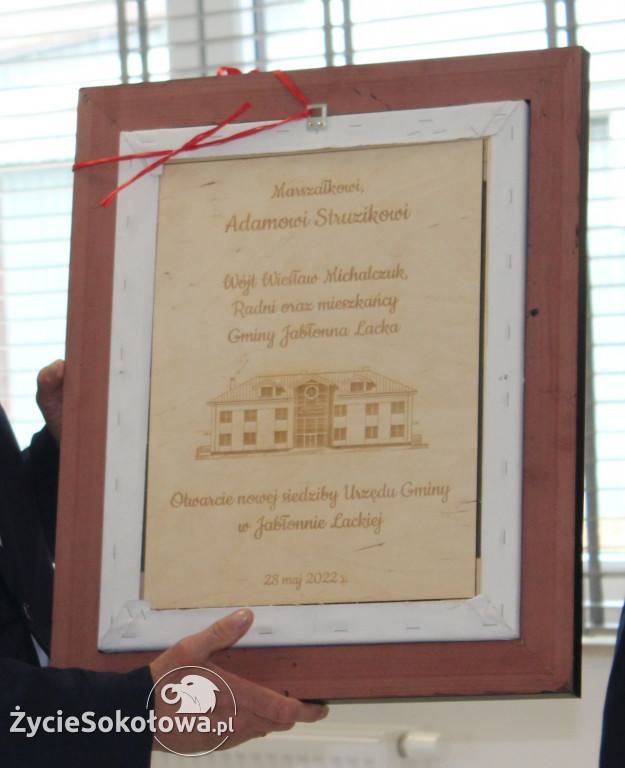 Marszałkowi,
Adamowi Struzikowi
Wójt Wiesław Michalczuk,
Radni oraz mieszkańcy
Gminy Jabłonna Lacka
Otwarcie nowej siedziby Urzędu Gminy
w Jabłonnie Lackiej
28 maj 2022 r.
ŻycieSokołowa.pl